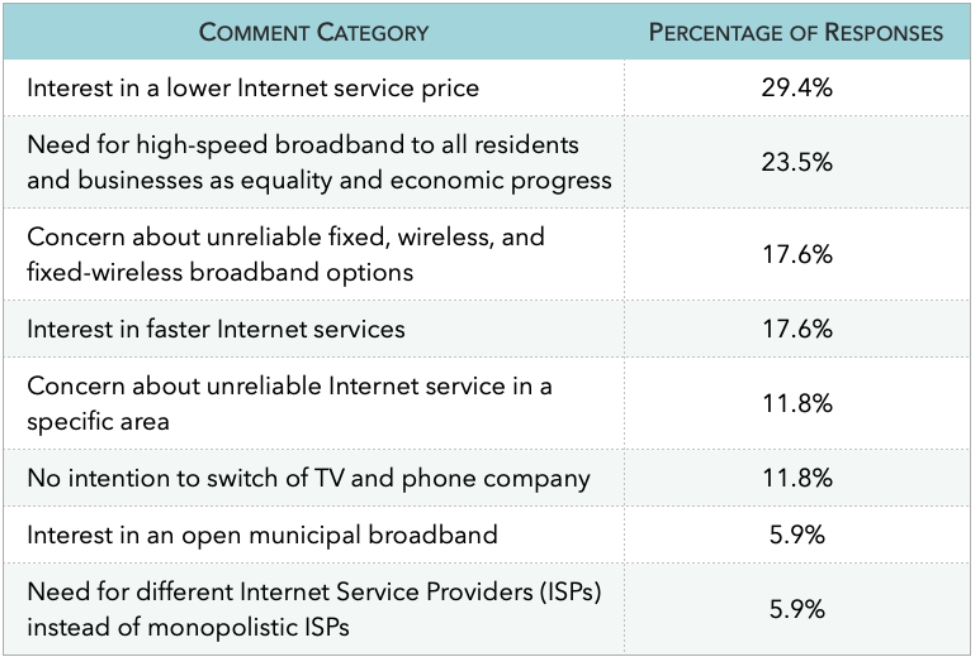 COMMENT CATEGORY PERCENTAGE OF RESPONSES
Interest in a lower Internet service price 29.4%
Need for high-speed broadband to all residents
and businesses as equality and economic progress 23.5%
Concern about unreliable fixed, wireless, and
fixed-wireless broadband options 17.6%
Interest in faster Internet services 17.6%
Concern about unreliable Internet service in a
specific area 11.8%
No intention to switch of TV and phone company 11.8%
Interest in an open municipal broadband 5.9%
Need for different Internet Service Providers (ISPs)
instead of monopolistic ISPs 5.9%